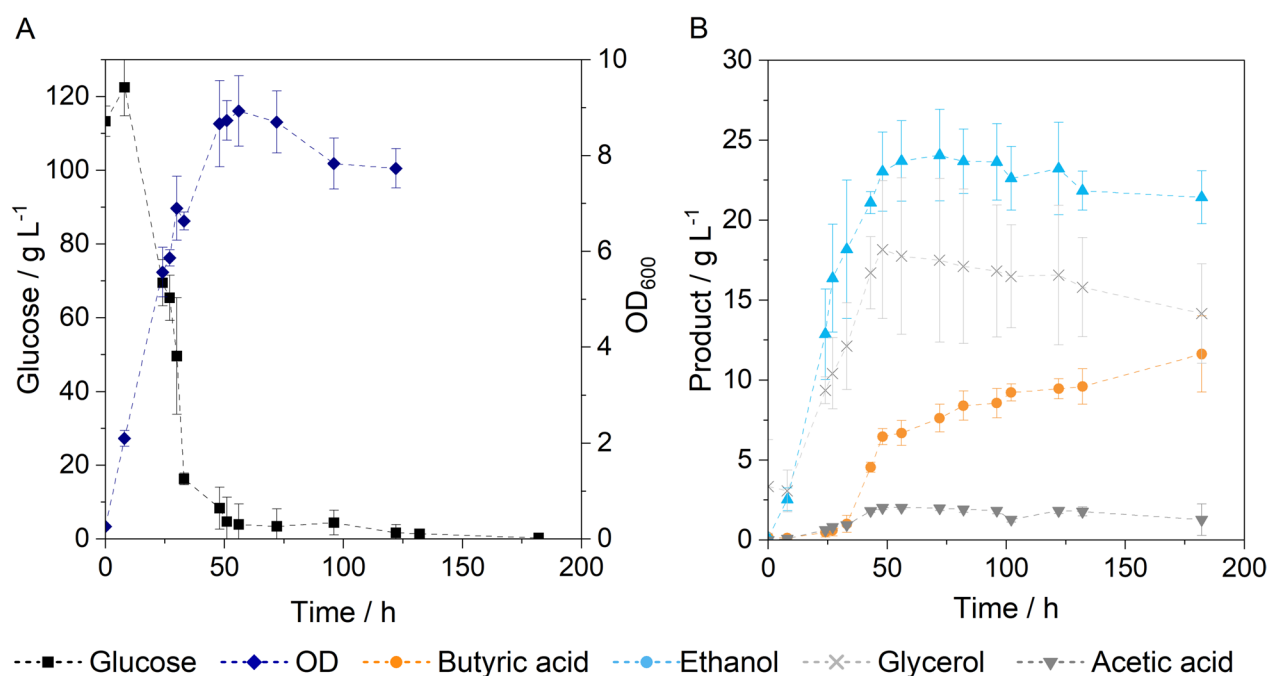 A
Glucose / g L⁻¹
120
100
80
60
40
20
0
10
8
6
4
2
0
OD₆₀₀
0 50 100 150 200
Time / h
B
Product / g L⁻¹
30
25
20
15
10
5
0
0 50 100 150 200
Time / h
Glucose OD Butyric acid Ethanol Glycerol Acetic acid